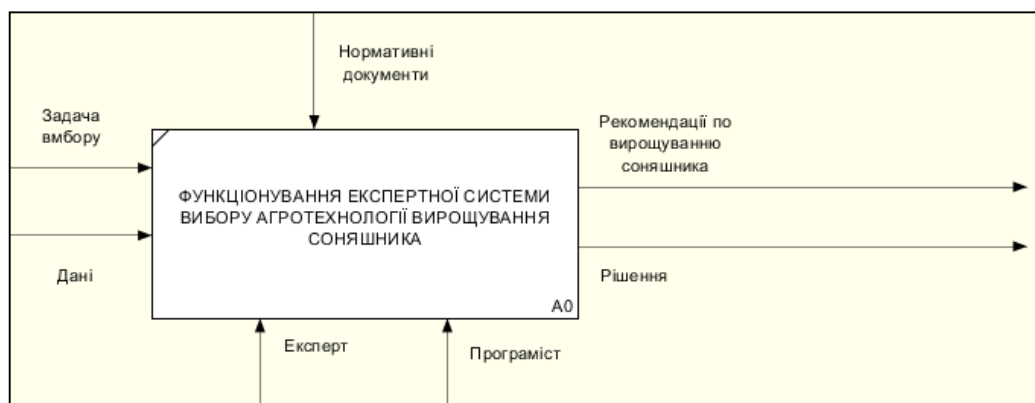 Нормативні
документи
Задача
вмбору
Рекомендації по
вирощуванню
соняшника
ФУНКЦІОНУВАННЯ ЕКСПЕРТНОЇ СИСТЕМИ
ВИБОРУ АГРОТЕХНОЛОГІЇ ВИРОЩУВАННЯ
СОНЯШНИКА
Дані
Рішення
A0
Експерт
Програміст